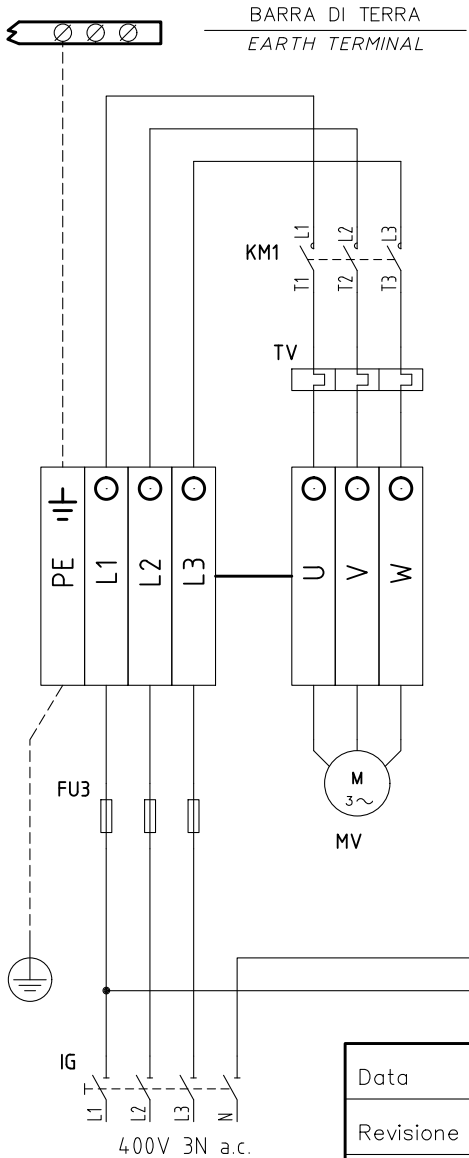 BARRA DI TERRA
EARTH TERMINAL
L1 L2 L3
KM1
T1 T2 T3
TV
PE L1 L2 L3 U V W
FU3
M
3~
MV
IG
L1 L2 L3 N
400V 3N a.c.
Data
Revisione